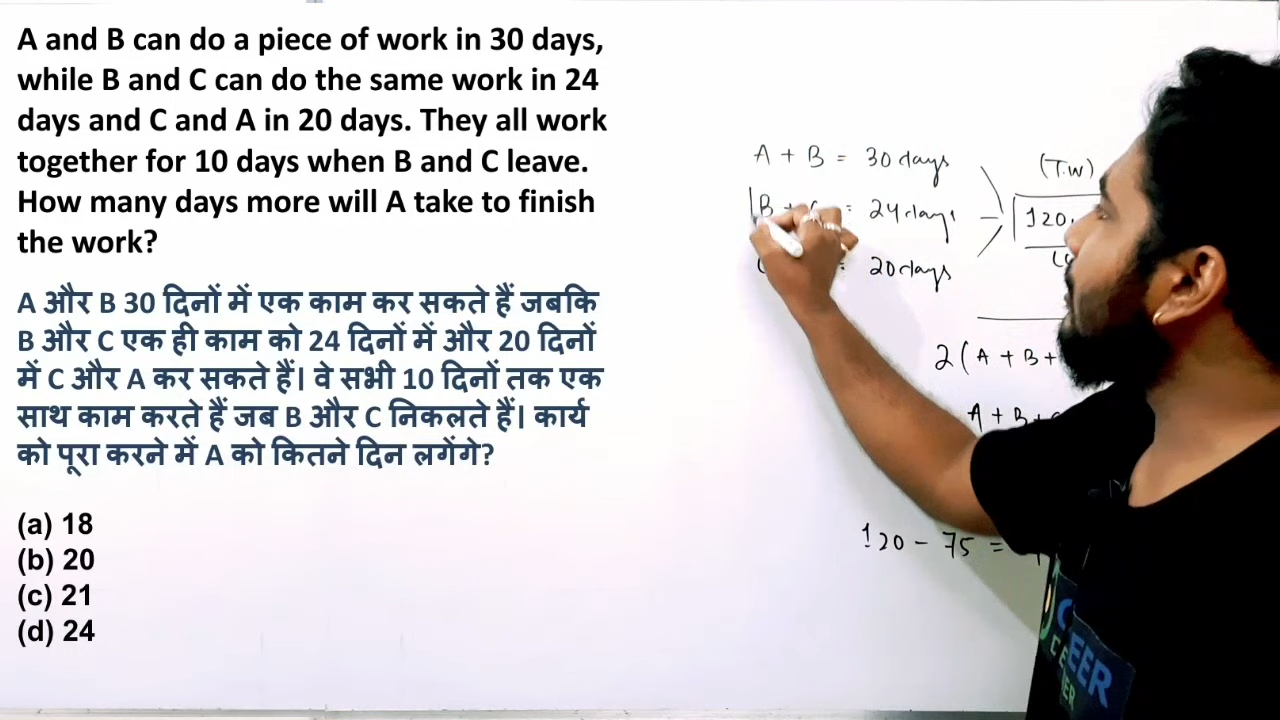 A and B can do a piece of work in 30 days,
while B and C can do the same work in 24
days and C and A in 20 days. They all work
together for 10 days when B and C leave.
How many days more will A take to finish
the work?
A और B 30 दिनों में एक काम कर सकते हैं जबकि
B और C एक ही काम को 24 दिनों में और 20 दिनों
में C और A कर सकते हैं। वे सभी 10 दिनों तक एक
साथ काम करते हैं जब B और C निकलते हैं। कार्य
को पूरा करने में A को कितने दिन लगेंगे?
(a) 18
(b) 20
(c) 21
(d) 24
A + B = 30 days
B + = 24 days
= 20 days
(T.W)
120
2 ( A + B +
A + B +
120 - 75 =
CAREER